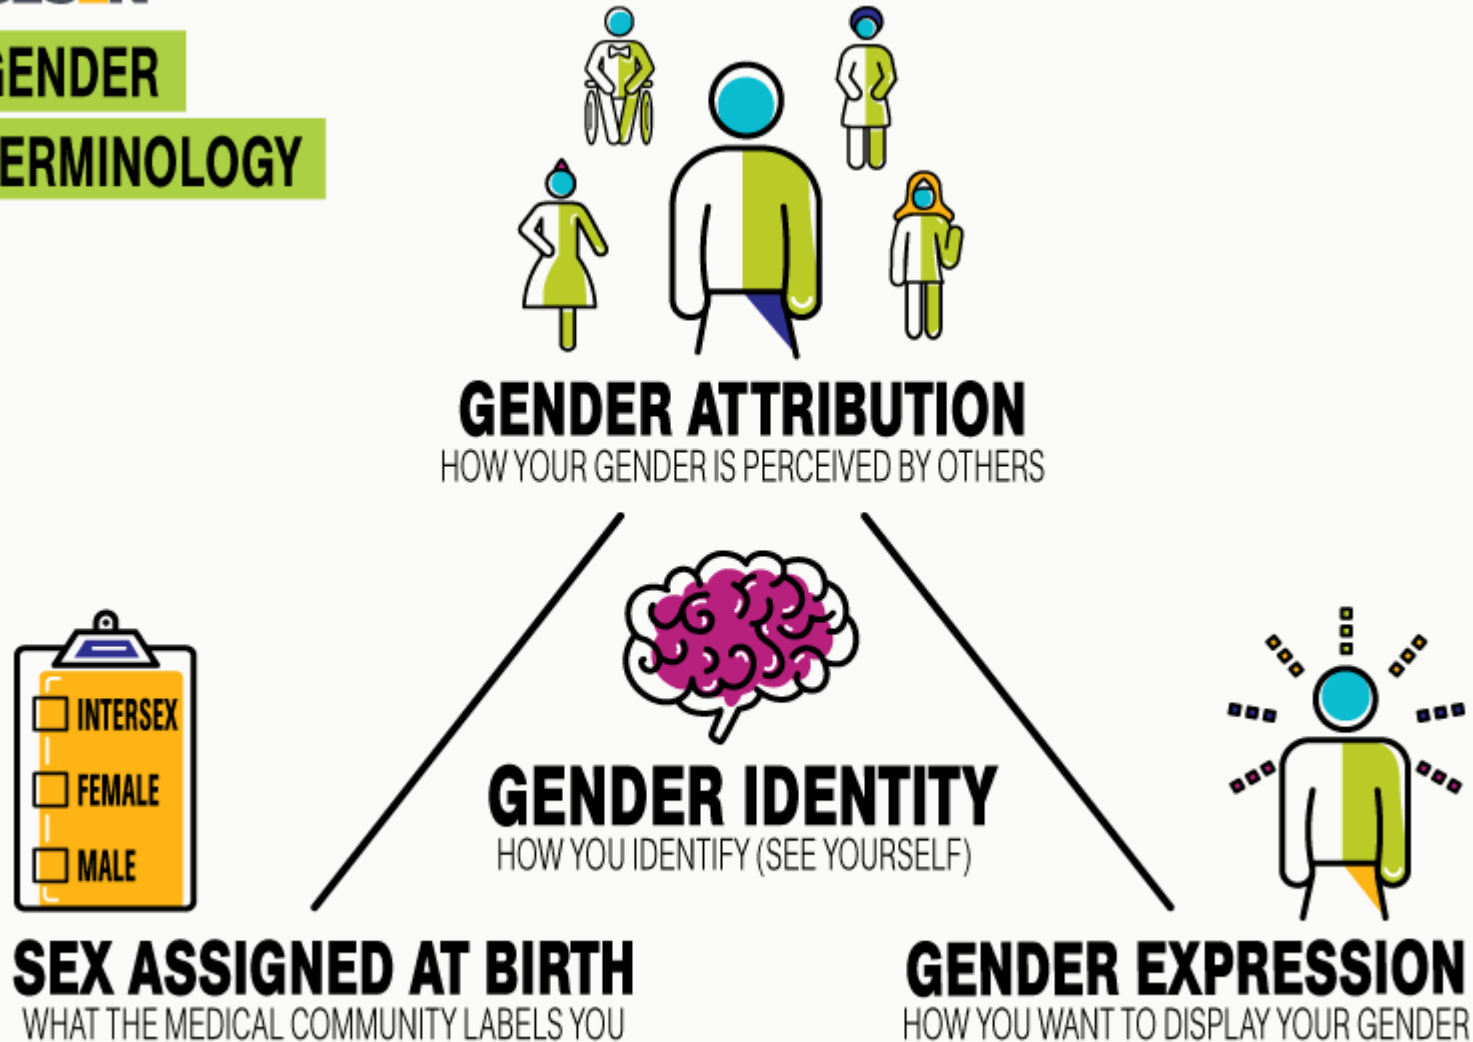 GENDER
TERMINOLOGY
GENDER ATTRIBUTION
HOW YOUR GENDER IS PERCEIVED BY OTHERS
INTERSEX
FEMALE
MALE
GENDER IDENTITY
HOW YOU IDENTIFY (SEE YOURSELF)
SEX ASSIGNED AT BIRTH
WHAT THE MEDICAL COMMUNITY LABELS YOU
GENDER EXPRESSION
HOW YOU WANT TO DISPLAY YOUR GENDER